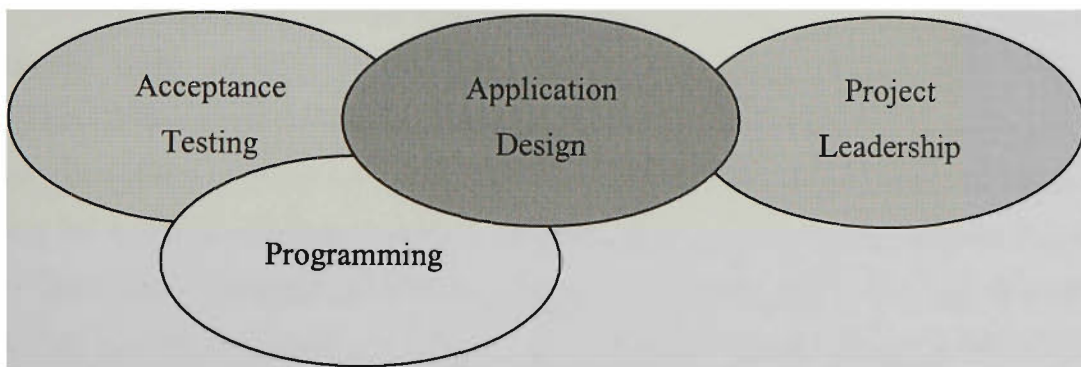 Acceptance
Testing
Application
Design
Project
Leadership
Programming